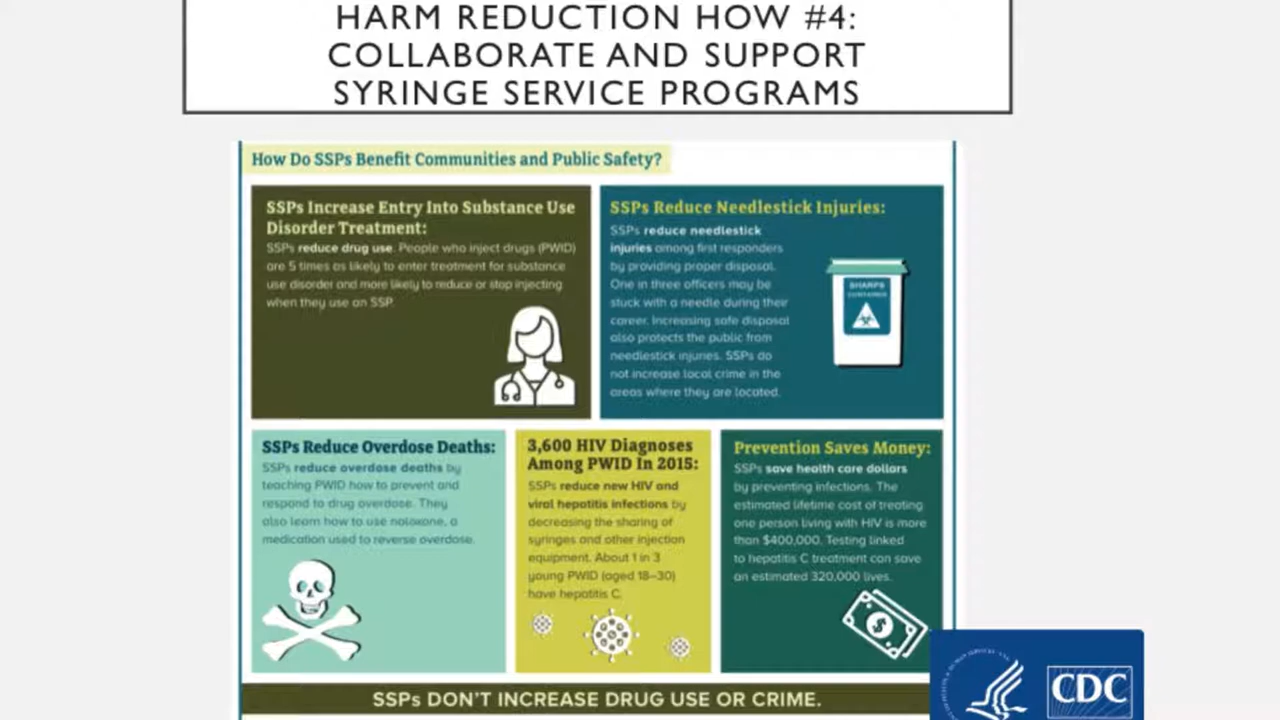 HARM REDUCTION HOW #4:
COLLABORATE AND SUPPORT
SYRINGE SERVICE PROGRAMS
How Do SSPs Benefit Communities and Public Safety?
SSPs Increase Entry Into Substance Use
Disorder Treatment:
SSPs reduce drug use. People who inject drugs (PWID)
are 5 times as likely to enter treatment for substance
use disorder and more likely to reduce or stop injecting
when they use an SSP.
SSPs Reduce Needlestick Injuries:
SSPs reduce needlestick
injuries among first responders
by providing proper disposal.
One in three officers may be
stuck with a needle during their
career. Increasing safe disposal
also protects the public from
needlestick injuries. SSPs do
not increase local crime in the
areas where they are located.
SHARPS
CONTAINER
SSPs Reduce Overdose Deaths:
SSPs reduce overdose deaths by
teaching PWID how to prevent and
respond to drug overdose. They
also learn how to use naloxone, a
medication used to reverse overdose.
3,600 HIV Diagnoses
Among PWID In 2015:
SSPs reduce new HIV and
viral hepatitis infections by
decreasing the sharing of
syringes and other injection
equipment. About 1 in 3
young PWID (aged 18–30)
have hepatitis C.
Prevention Saves Money:
SSPs save health care dollars
by preventing infections. The
estimated lifetime cost of treating
one person living with HIV is more
than $400,000. Testing linked
to hepatitis C treatment can save
an estimated 320,000 lives.
$
SSPs DON'T INCREASE DRUG USE OR CRIME.
CDC